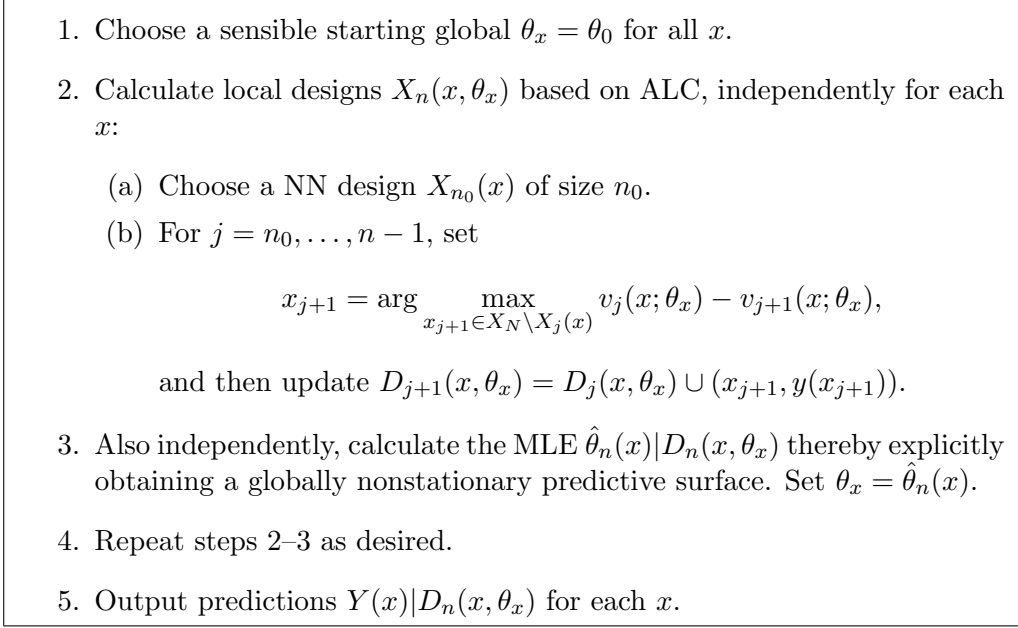 1. Choose a sensible starting global θ_x = θ_0 for all x.
2. Calculate local designs X_n(x, θ_x) based on ALC, independently for each
x:
(a) Choose a NN design X_{n_0}(x) of size n_0.
(b) For j = n_0, . . . , n − 1, set
x_{j+1} = arg max_{x_{j+1}∈X_N\X_j(x)} v_j(x; θ_x) − v_{j+1}(x; θ_x),
and then update D_{j+1}(x, θ_x) = D_j(x, θ_x) ∪ (x_{j+1}, y(x_{j+1})).
3. Also independently, calculate the MLE θ̂_n(x)|D_n(x, θ_x) thereby explicitly
obtaining a globally nonstationary predictive surface. Set θ_x = θ̂_n(x).
4. Repeat steps 2–3 as desired.
5. Output predictions Y(x)|D_n(x, θ_x) for each x.